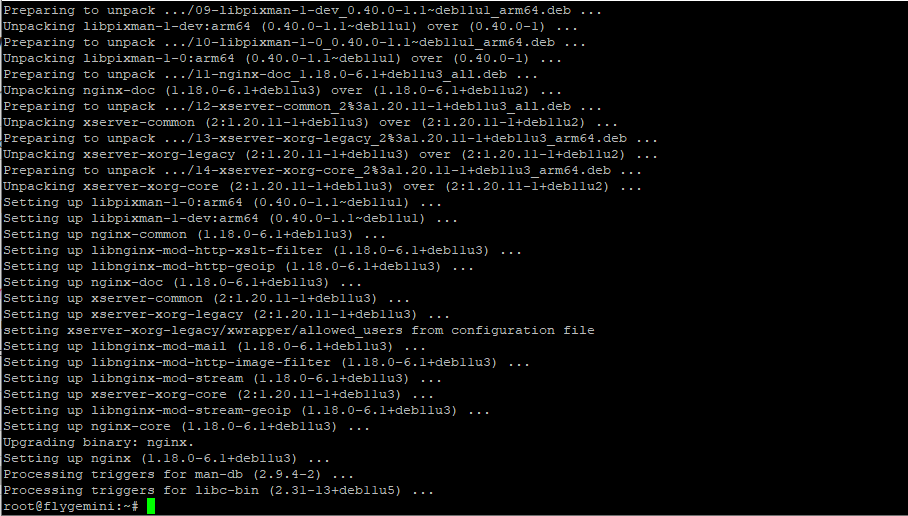 Preparing to unpack .../09-libpixman-1-dev_0.40.0-1.1~deb11u1_arm64.deb ...
Unpacking libpixman-1-dev:arm64 (0.40.0-1.1~deb11u1) over (0.40.0-1) ...
Preparing to unpack .../10-libpixman-1-0_0.40.0-1.1~deb11u1_arm64.deb ...
Unpacking libpixman-1-0:arm64 (0.40.0-1.1~deb11u1) over (0.40.0-1) ...
Preparing to unpack .../11-nginx-doc_1.18.0-6.1+deb11u3_all.deb ...
Unpacking nginx-doc (1.18.0-6.1+deb11u3) over (1.18.0-6.1+deb11u2) ...
Preparing to unpack .../12-xserver-common_2%3a1.20.11-1+deb11u3_all.deb ...
Unpacking xserver-common (2:1.20.11-1+deb11u3) over (2:1.20.11-1+deb11u2) ...
Preparing to unpack .../13-xserver-xorg-legacy_2%3a1.20.11-1+deb11u3_arm64.deb ...
Unpacking xserver-xorg-legacy (2:1.20.11-1+deb11u3) over (2:1.20.11-1+deb11u2) ...
Preparing to unpack .../14-xserver-xorg-core_2%3a1.20.11-1+deb11u3_arm64.deb ...
Unpacking xserver-xorg-core (2:1.20.11-1+deb11u3) over (2:1.20.11-1+deb11u2) ...
Setting up libpixman-1-0:arm64 (0.40.0-1.1~deb11u1) ...
Setting up libpixman-1-dev:arm64 (0.40.0-1.1~deb11u1) ...
Setting up nginx-common (1.18.0-6.1+deb11u3) ...
Setting up libnginx-mod-http-xslt-filter (1.18.0-6.1+deb11u3) ...
Setting up libnginx-mod-http-geoip (1.18.0-6.1+deb11u3) ...
Setting up nginx-doc (1.18.0-6.1+deb11u3) ...
Setting up xserver-common (2:1.20.11-1+deb11u3) ...
Setting up xserver-xorg-legacy (2:1.20.11-1+deb11u3) ...
setting xserver-xorg-legacy/xwrapper/allowed_users from configuration file
Setting up libnginx-mod-mail (1.18.0-6.1+deb11u3) ...
Setting up libnginx-mod-http-image-filter (1.18.0-6.1+deb11u3) ...
Setting up libnginx-mod-stream (1.18.0-6.1+deb11u3) ...
Setting up xserver-xorg-core (2:1.20.11-1+deb11u3) ...
Setting up libnginx-mod-stream-geoip (1.18.0-6.1+deb11u3) ...
Setting up nginx-core (1.18.0-6.1+deb11u3) ...
Upgrading binary: nginx.
Setting up nginx (1.18.0-6.1+deb11u3) ...
Processing triggers for man-db (2.9.4-2) ...
Processing triggers for libc-bin (2.31-13+deb11u5) ...
root@flygemini:~#